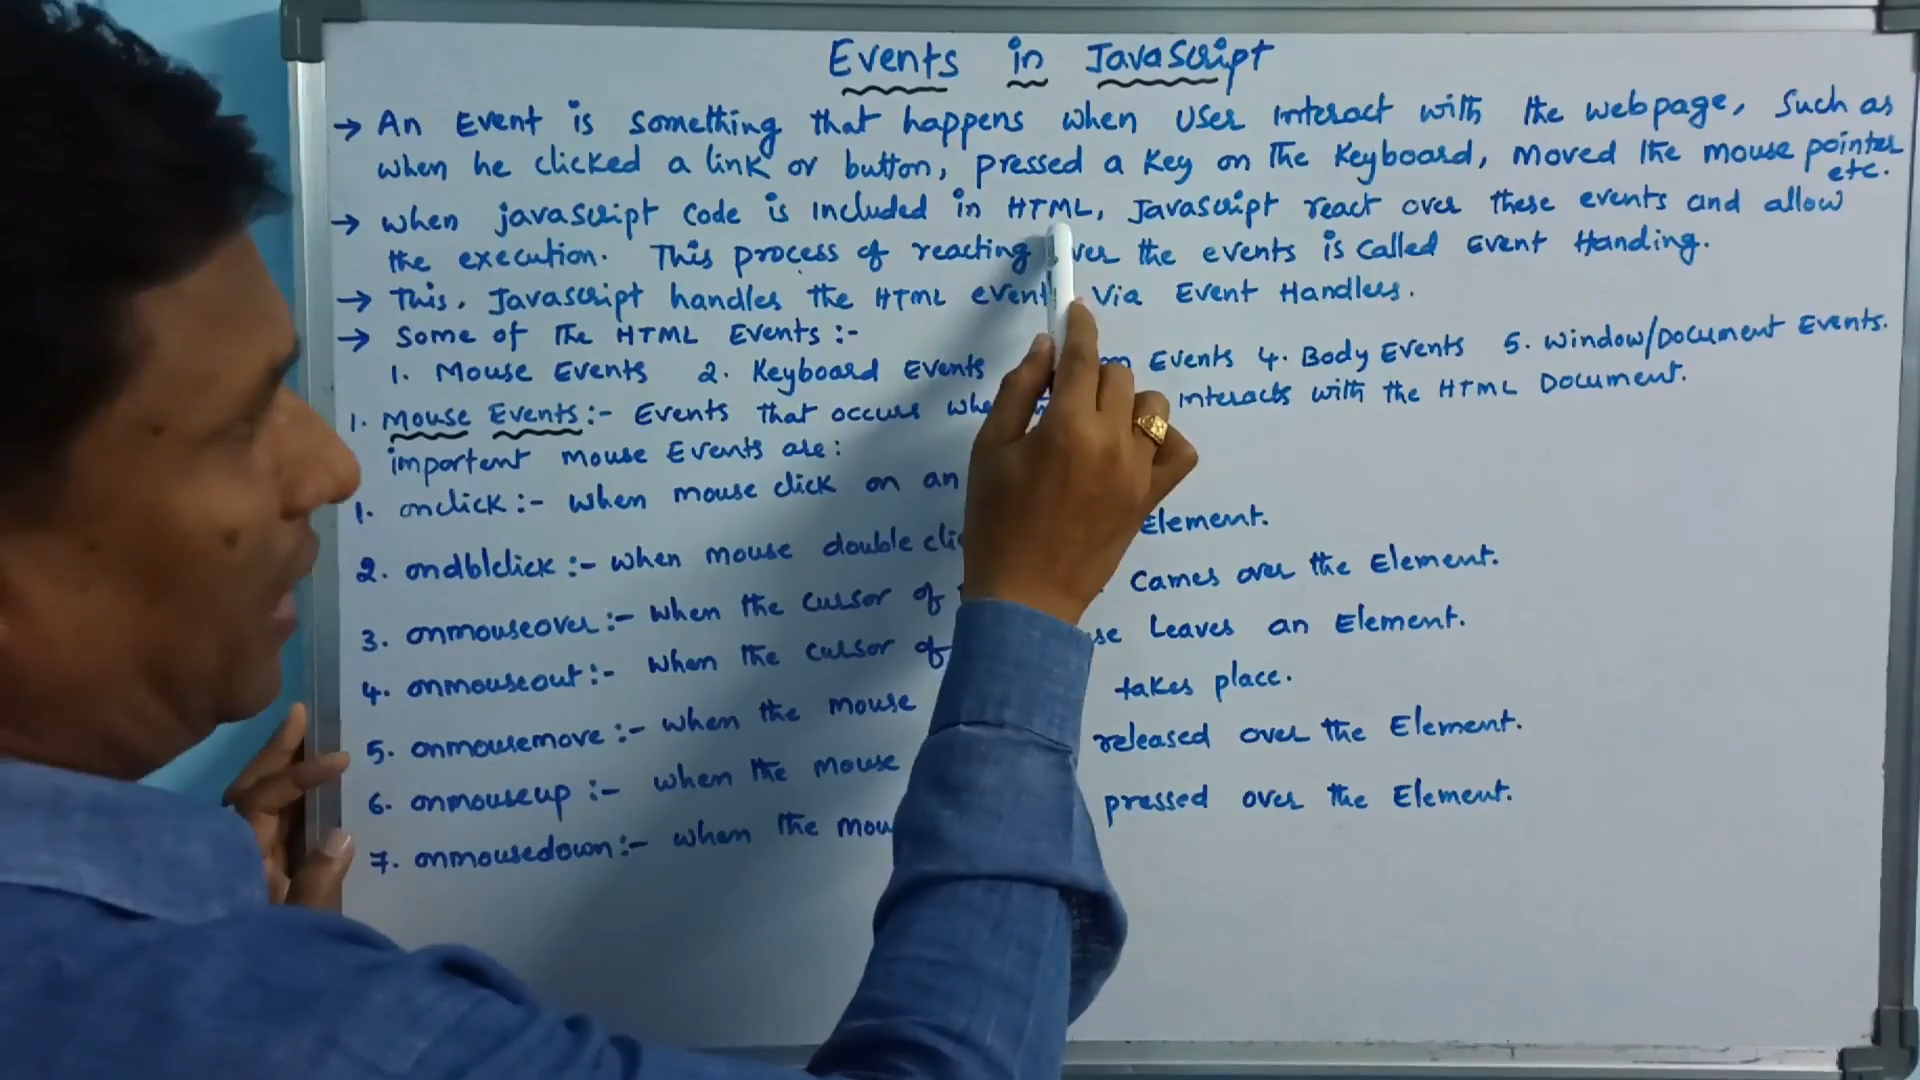 Events in JavaScript
→ An Event is something that happens when user interact with the webpage, such as
when he clicked a link or button, pressed a key on the keyboard, moved the mouse pointer etc.
→ when javascript code is included in HTML, JavaScript react over these events and allow
the execution. This process of reacting over the events is called Event Handing.
→ This, Javascript handles the HTML event via Event Handlers.
→ Some of the HTML Events :-
1. Mouse Events 2. Keyboard Events Events 4. Body Events 5. window/Document Events.
1. Mouse Events :- Events that occurs interacts with the HTML Document.
important mouse Events are :
1. onclick :- when mouse click on an Element.
2. ondblclick :- when mouse double
3. onmouseover :- when the cursor of Cames over the Element.
4. onmouseout :- when the cursor of Leaves an Element.
5. onmousemove :- when the mouse takes place.
6. onmouseup :- when the mouse released over the Element.
7. onmousedown :- when the pressed over the Element.